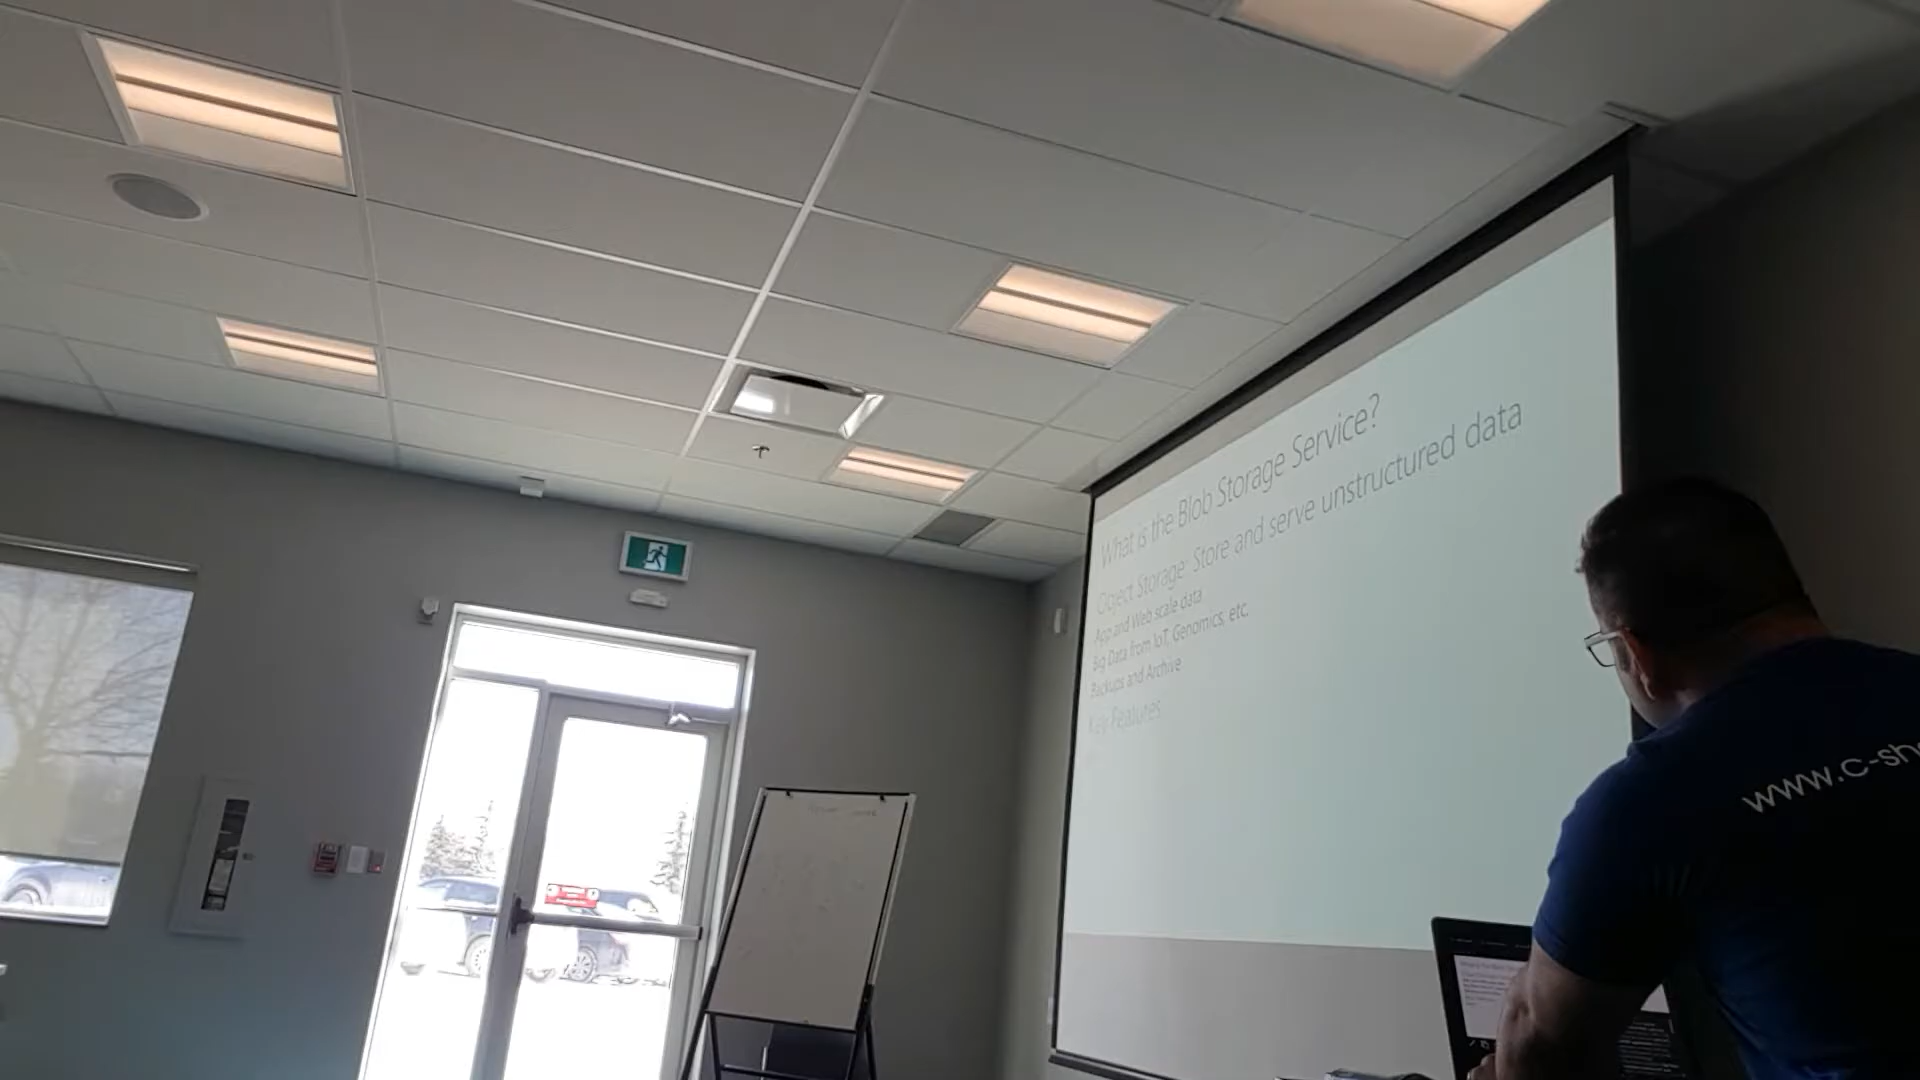 What is the Blob Storage Service?
Object Storage: Store and serve unstructured data
App and Web scale data
Big Data from IoT, Genomics, etc.
Backups and Archive
Key Features
www.c-sh